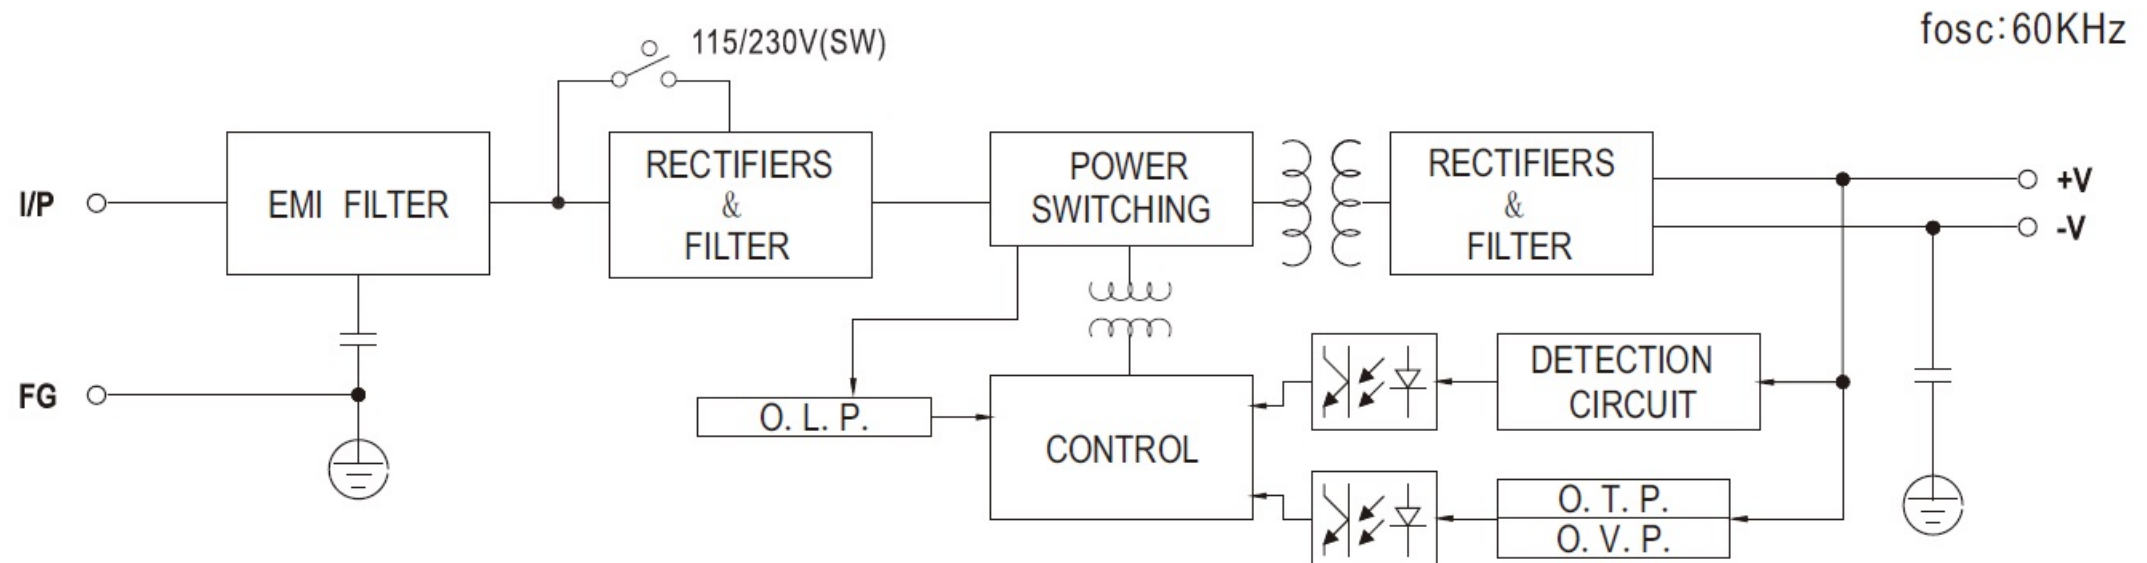 fosc:60KHz
115/230V(SW)
I/P
EMI FILTER
RECTIFIERS
&
FILTER
POWER
SWITCHING
RECTIFIERS
&
FILTER
+V
-V
FG
O. L. P.
CONTROL
DETECTION
CIRCUIT
O. T. P.
O. V. P.